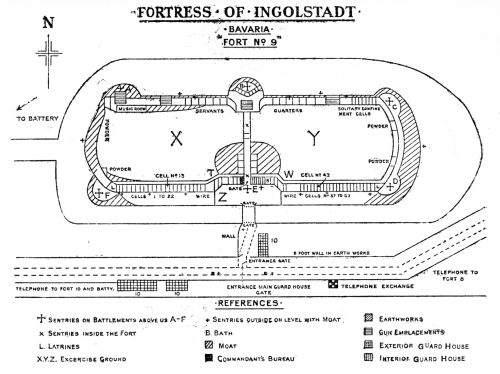 FORTRESS · OF · INGOLSTADT ·
· BAVARIA ·
"FORT Nº 9"
N
TO BATTERY
MUSIC ROOM
SERVANTS
QUARTERS
SOLITARY CONFINE
MENT CELLS
B
C
POWDER
POWDER
X
Y
POWDER
POWDER
CELL Nº 13
T
W
CELL Nº 42
L
GATE
E
L
F
D
CELLS 1 TO 22
WIRE
Z
WIRE
CELLS
GATE
GATE
WALL
10
8 FOOT WALL IN EARTH WORKS
ENTRANCE GATE
TELEPHONE TO
FORT 8
TELEPHONE TO FORT 10 AND BATTY.
ENTRANCE MAIN GUARD HOUSE
GATE
TELEPHONE EXCHANGE
10
10
· REFERENCES ·
SENTRIES ON BATTLEMENTS ABOVE US A-F
X SENTRIES INSIDE THE FORT
L. LATRINES
X.Y.Z. EXCERCISE GROUND
+ SENTRIES OUTSIDE ON LEVEL WITH MOAT
B. BATH
MOAT
COMMANDANT'S BUREAU
EARTHWORKS
GUN EMPLACEMENTS
EXTERIOR GUARD HOUSE
INTERIOR GUARD HOUSE